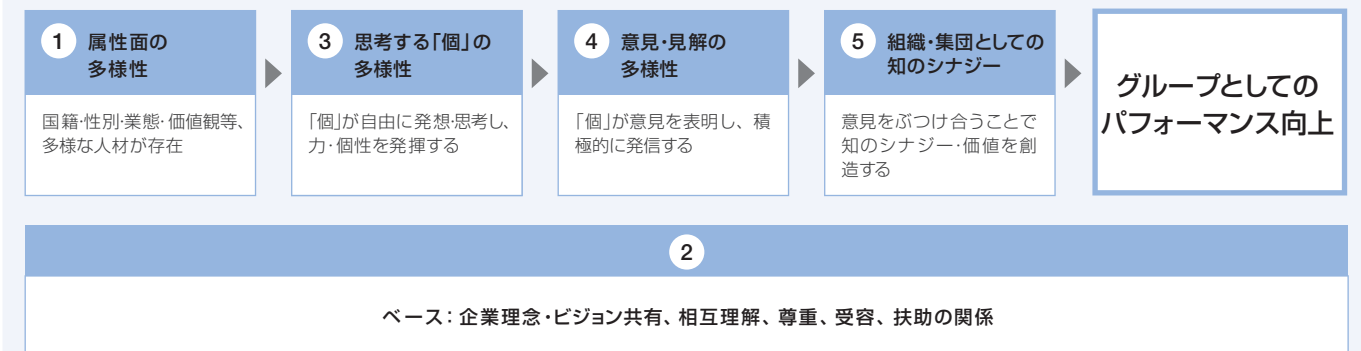 1 属性面の
多様性
国籍・性別・業態・価値観等、
多様な人材が存在
3 思考する「個」の
多様性
「個」が自由に発想・思考し、
力・個性を発揮する
4 意見・見解の
多様性
「個」が意見を表明し、積
極的に発信する
5 組織・集団としての
知のシナジー
意見をぶつけ合うことで
知のシナジー・価値を創
造する
グループとしての
パフォーマンス向上
2
ベース：企業理念・ビジョン共有、相互理解、尊重、受容、扶助の関係